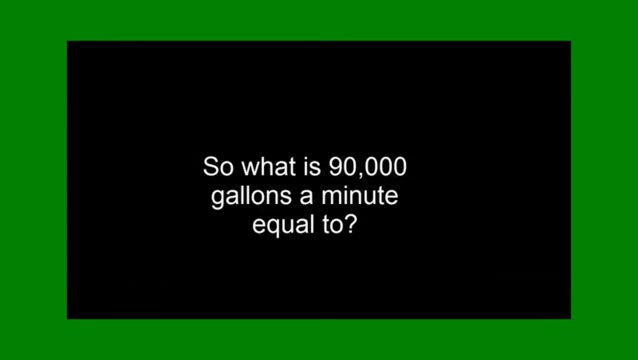 So what is 90,000
gallons a minute
equal to?